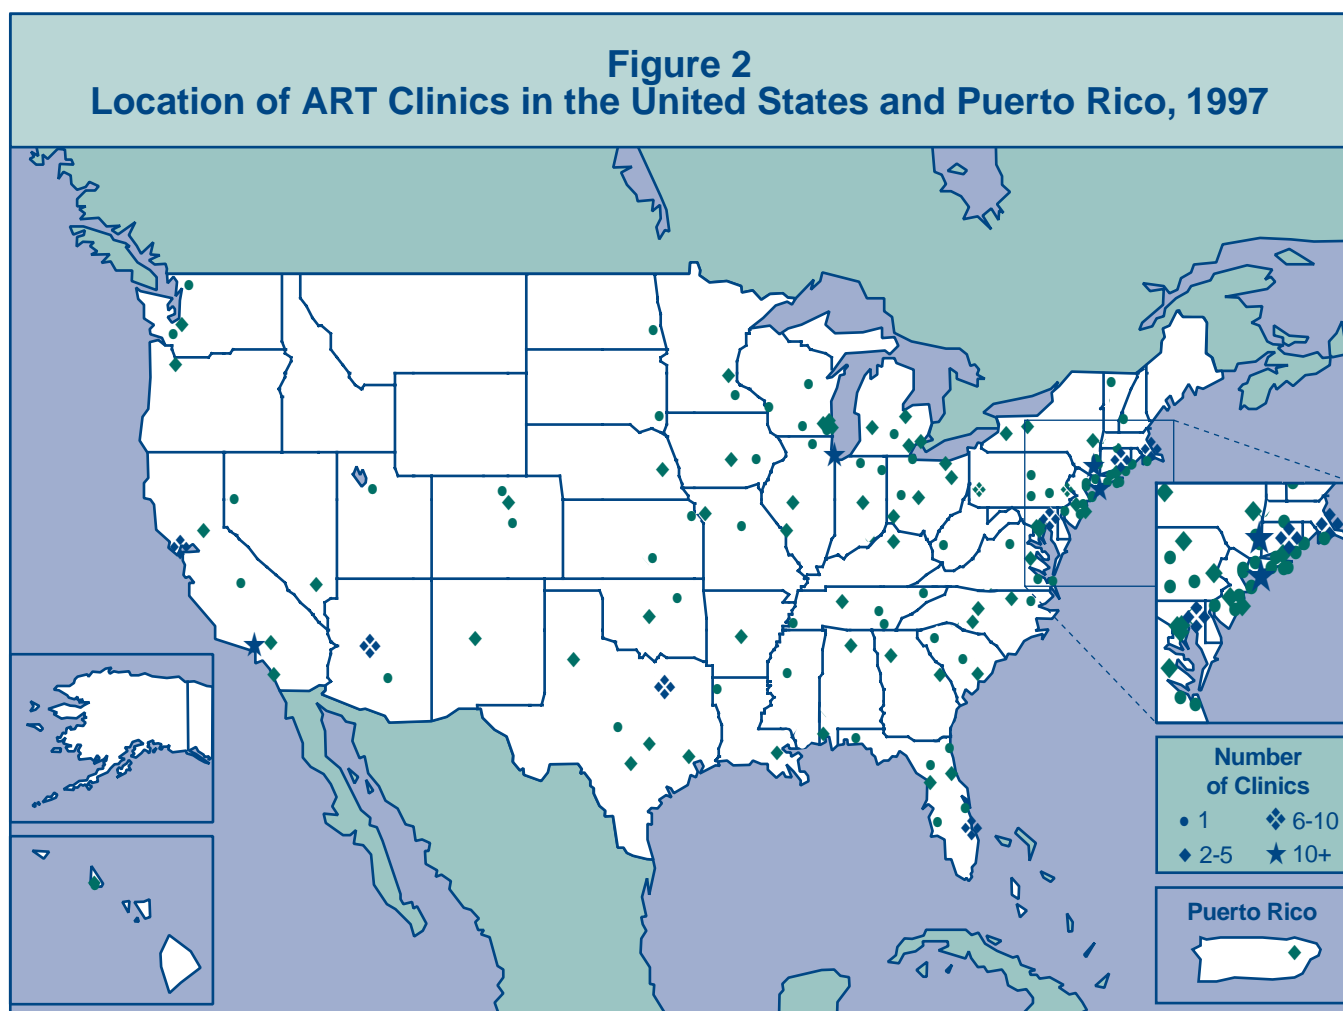 Figure 2
Location of ART Clinics in the United States and Puerto Rico, 1997
Number
of Clinics
1
6-10
2-5
10+
Puerto Rico